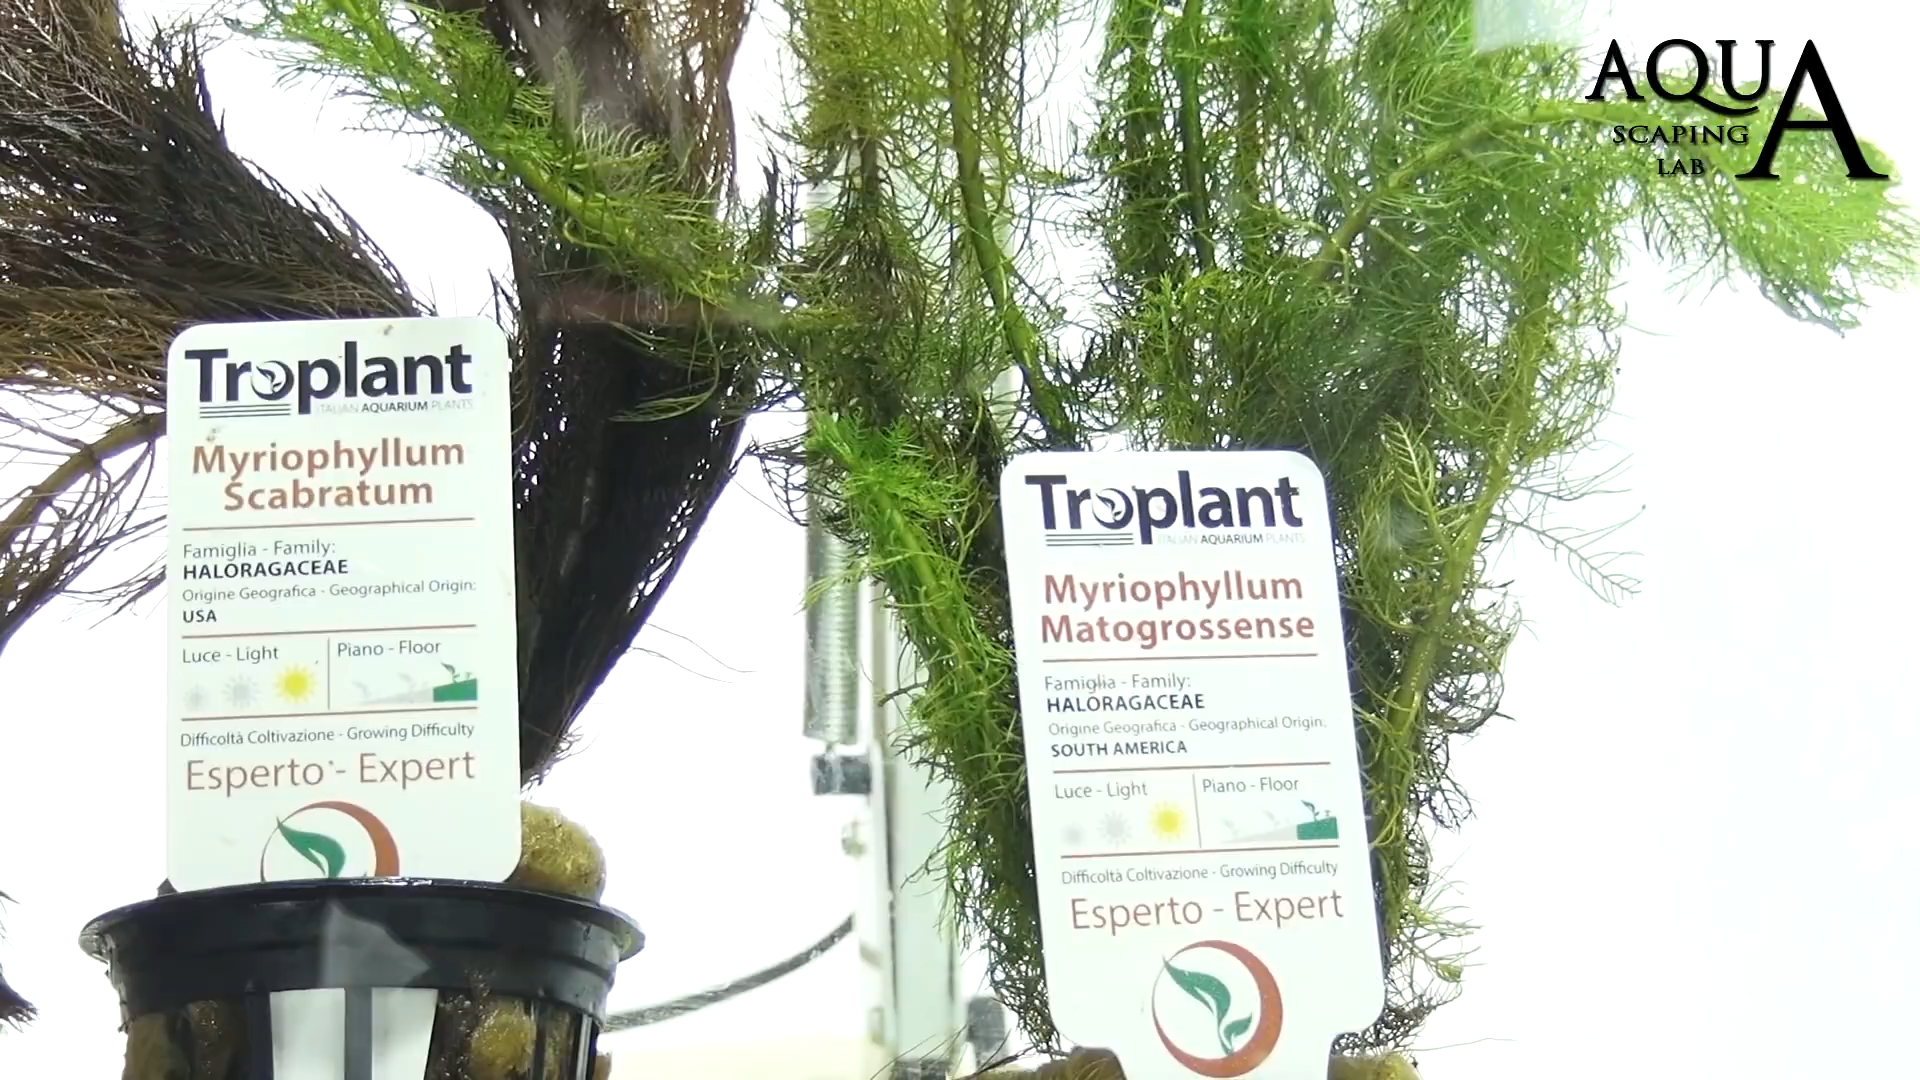 AQUA
SCAPING
LAB
Troplant
ITALIAN AQUARIUM PLANTS
Myriophyllum
Scabratum
Famiglia - Family:
HALORAGACEAE
Origine Geografica - Geographical Origin:
USA
Luce - Light
Piano - Floor
Difficoltà Coltivazione - Growing Difficulty
Esperto - Expert
Troplant
ITALIAN AQUARIUM PLANTS
Myriophyllum
Matogrossense
Famiglia - Family:
HALORAGACEAE
Origine Geografica - Geographical Origin:
SOUTH AMERICA
Luce - Light
Piano - Floor
Difficoltà Coltivazione - Growing Difficulty
Esperto - Expert